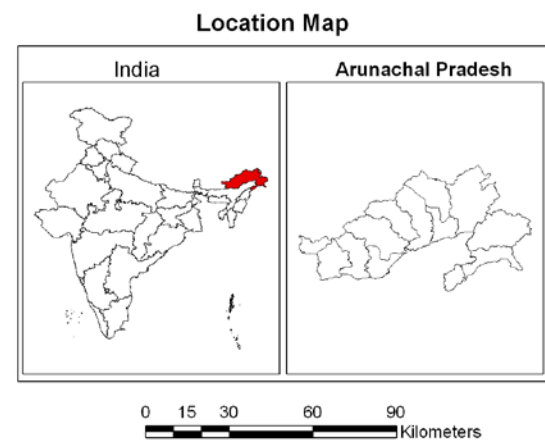 Location Map
India
Arunachal Pradesh
0 15 30 60 90
Kilometers